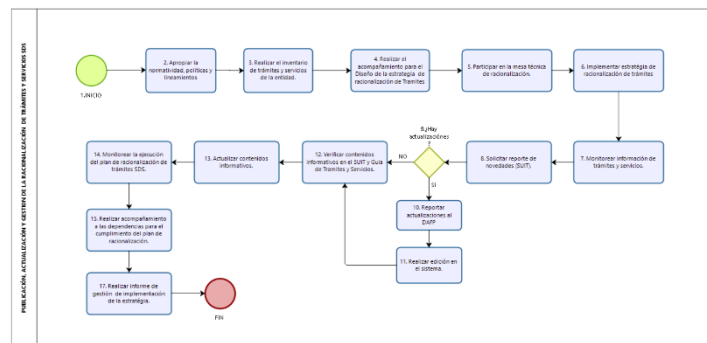 PUBLICACIÓN, ACTUALIZACIÓN Y GESTIÓN DE LA RACIONALIZACIÓN DE TRÁMITES Y SERVICIOS SDS
1.INICIO
2. Apropiar la
normatividad, políticas y
lineamientos
3. Realizar el inventario
de trámites y servicios
de la entidad.
4. Realizar el
acompañamiento para el
Diseño de la estrategia de
racionalización de Tramites
5. Participar en la mesa técnica
de racionalización.
6. Implementar estrategia de
racionalización de trámites
7. Monitorear información de
trámites y servicios.
8. Solicitar reporte de
novedades (SUIT).
9.¿Hay
actualizaciones
?
NO
SI
10. Reportar
actualizaciones al
DAFP
11. Realizar edición en
el sistema.
12. Verificar contenidos
informativos en el SUIT y Guía
de Tramites y Servicios.
13. Actualizar contenidos
informativos.
14. Monitorear la ejecución
del plan de racionalización de
trámites SDS.
15. Realizar acompañamiento
a las dependencias para el
cumplimiento del plan de
racionalización.
17. Realizar informe de
gestión de implementación
de la estratégia.
FIN